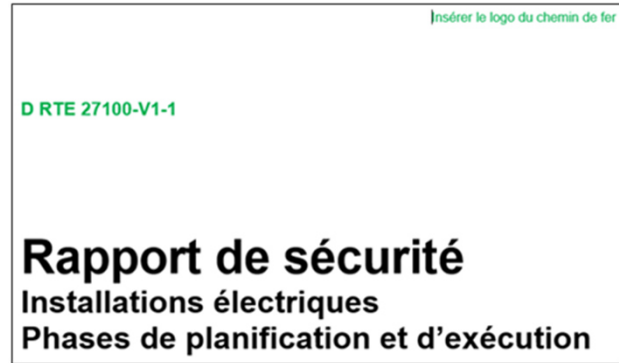 Insérer le logo du chemin de fer
D RTE 27100-V1-1
Rapport de sécurité
Installations électriques
Phases de planification et d'exécution